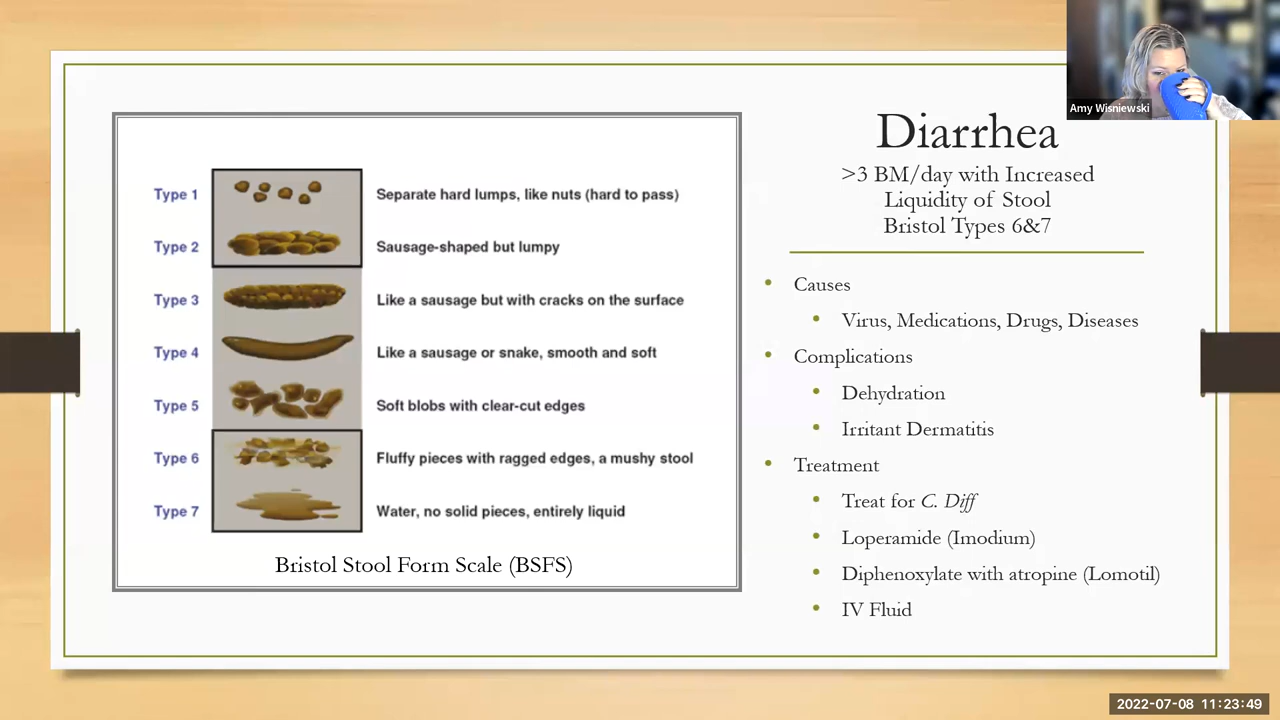 Amy Wisniewski
Type 1 Separate hard lumps, like nuts (hard to pass)
Type 2 Sausage-shaped but lumpy
Type 3 Like a sausage but with cracks on the surface
Type 4 Like a sausage or snake, smooth and soft
Type 5 Soft blobs with clear-cut edges
Type 6 Fluffy pieces with ragged edges, a mushy stool
Type 7 Water, no solid pieces, entirely liquid
Bristol Stool Form Scale (BSFS)
Diarrhea
>3 BM/day with Increased
Liquidity of Stool
Bristol Types 6&7
• Causes
• Virus, Medications, Drugs, Diseases
• Complications
• Dehydration
• Irritant Dermatitis
• Treatment
• Treat for C. Diff
• Loperamide (Imodium)
• Diphenoxylate with atropine (Lomotil)
• IV Fluid
2022-07-08 11:23:49